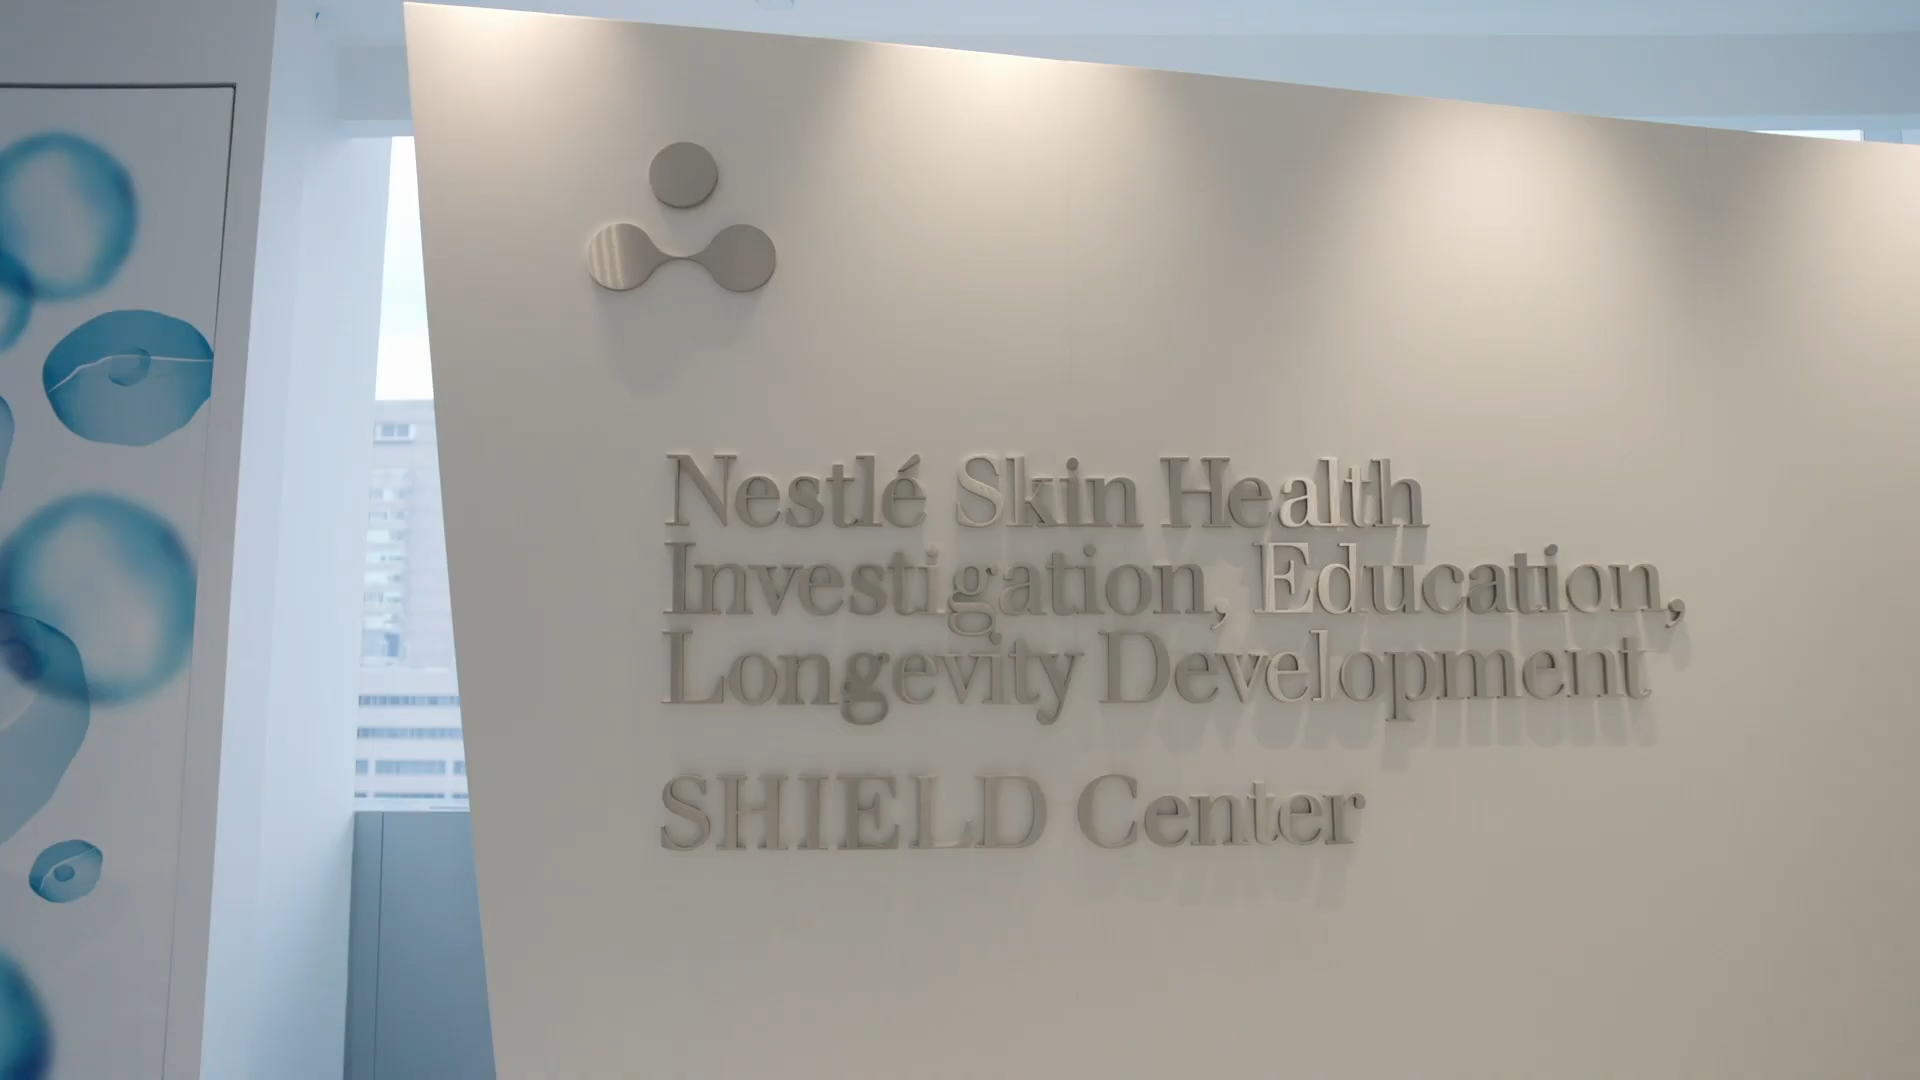 Nestlé Skin Health
Investigation, Education,
Longevity Development
SHIELD Center